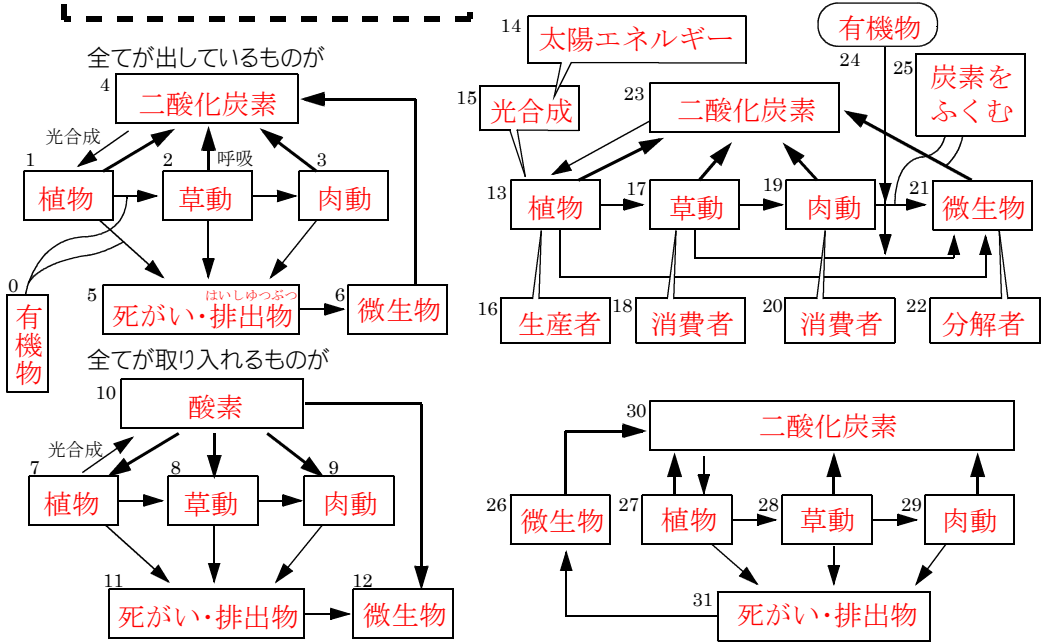 全てが出しているものが
4
二酸化炭素
光合成
呼吸
1
植物
2
草動
3
肉動
0
有機物
5
はいしゆつぶつ
死がい・排出物
6
微生物
全てが取り入れるものが
10
酸素
光合成
7
植物
8
草動
9
肉動
11
死がい・排出物
12
微生物
14
太陽エネルギー
15
光合成
23
二酸化炭素
有機物
24
25
炭素を
ふくむ
13
植物
17
草動
19
肉動
21
微生物
16
生産者
18
消費者
20
消費者
22
分解者
30
二酸化炭素
26
微生物
27
植物
28
草動
29
肉動
31
死がい・排出物